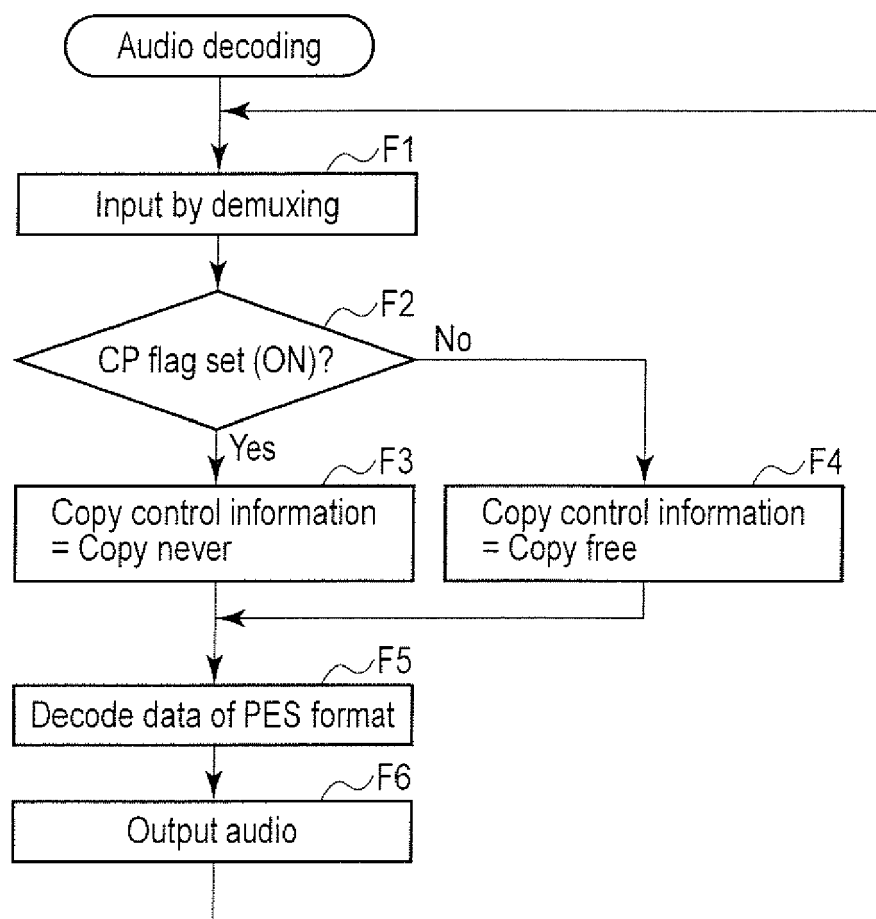 Audio decoding
F1
Input by demuxing
F2
CP flag set (ON)?
No
Yes
F3
Copy control information
= Copy never
F4
Copy control information
= Copy free
F5
Decode data of PES format
F6
Output audio